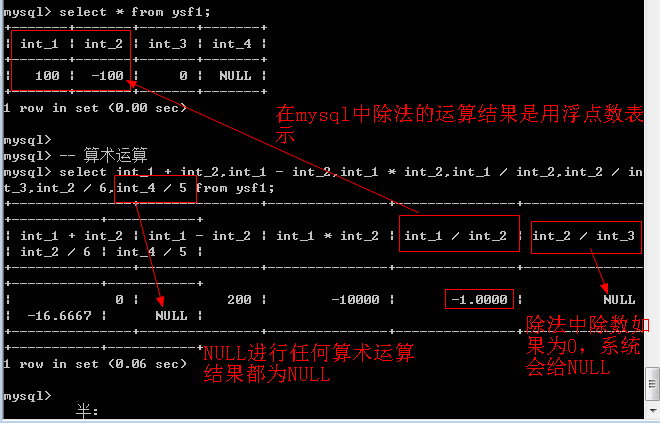 mysql> select * from ysf1;
+-------+-------+-------+-------+
| int_1 | int_2 | int_3 | int_4 |
+-------+-------+-------+-------+
| 100 | -100 | 0 | NULL |
+-------+-------+-------+-------+
1 row in set (0.00 sec)
在mysql中除法的运算结果是用浮点数表
示
mysql>
mysql> -- 算术运算
mysql> select int_1 + int_2,int_1 - int_2,int_1 * int_2,int_1 / int_2,int_2 / in
t_3,int_2 / 6,int_4 / 5 from ysf1;
| int_1 + int_2 | int_1 - int_2 | int_1 * int_2 | int_1 / int_2 | int_2 / int_3
| int_2 / 6 | int_4 / 5 |
| 0 | 200 | -10000 | -1.0000 | NULL
| -16.6667 | NULL |
除法中除数如
果为0，系统
会给NULL
NULL进行任何算术运算
结果都为NULL
1 row in set (0.06 sec)
mysql>
半: